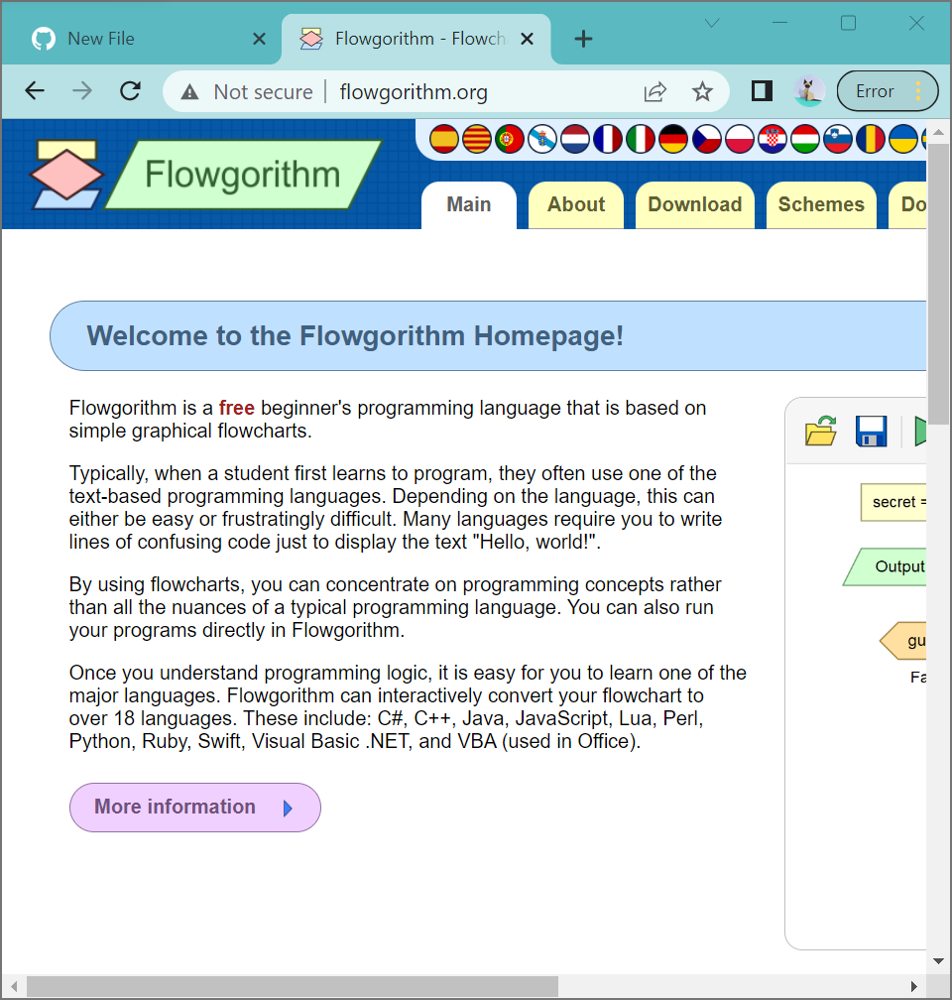 New File
Flowgorithm - Flowch
Not secure
flowgorithm.org
Error
Flowgorithm
Main
About
Download
Schemes
Do
Welcome to the Flowgorithm Homepage!
Flowgorithm is a free beginner's programming language that is based on
simple graphical flowcharts.
Typically, when a student first learns to program, they often use one of the
text-based programming languages. Depending on the language, this can
either be easy or frustratingly difficult. Many languages require you to write
lines of confusing code just to display the text "Hello, world!".
By using flowcharts, you can concentrate on programming concepts rather
than all the nuances of a typical programming language. You can also run
your programs directly in Flowgorithm.
Once you understand programming logic, it is easy for you to learn one of the
major languages. Flowgorithm can interactively convert your flowchart to
over 18 languages. These include: C#, C++, Java, JavaScript, Lua, Perl,
Python, Ruby, Swift, Visual Basic .NET, and VBA (used in Office).
More information
secret =
Output
gu
Fa